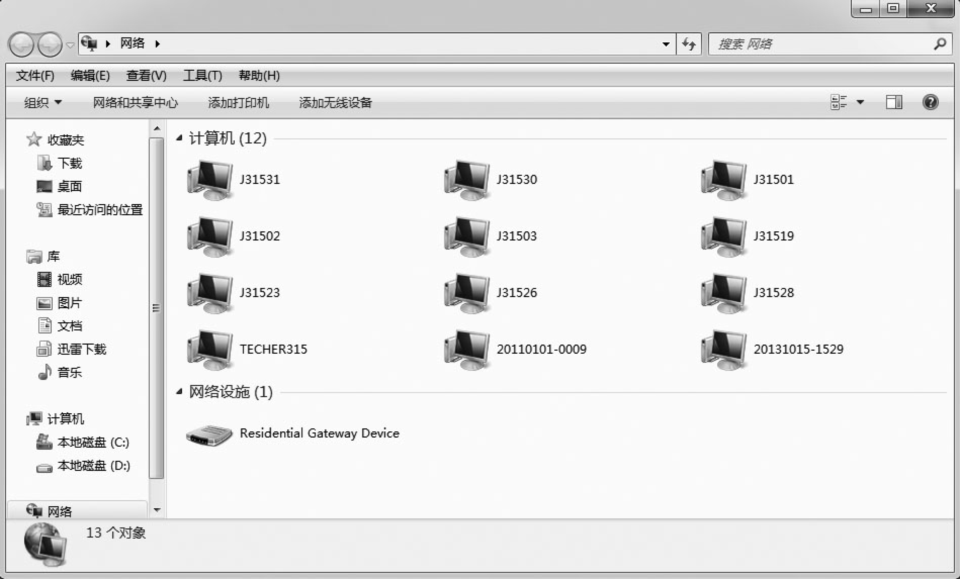 网络
搜索 网络
文件(F) 编辑(E) 查看(V) 工具(T) 帮助(H)
组织 网络和共享中心 添加打印机 添加无线设备
收藏夹
下载
桌面
最近访问的位置
库
视频
图片
文档
迅雷下载
音乐
计算机
本地磁盘 (C:)
本地磁盘 (D:)
网络
计算机 (12)
J31531 J31530 J31501
J31502 J31503 J31519
J31523 J31526 J31528
TECHER315 20110101-0009 20131015-1529
网络设施 (1)
Residential Gateway Device
13 个对象